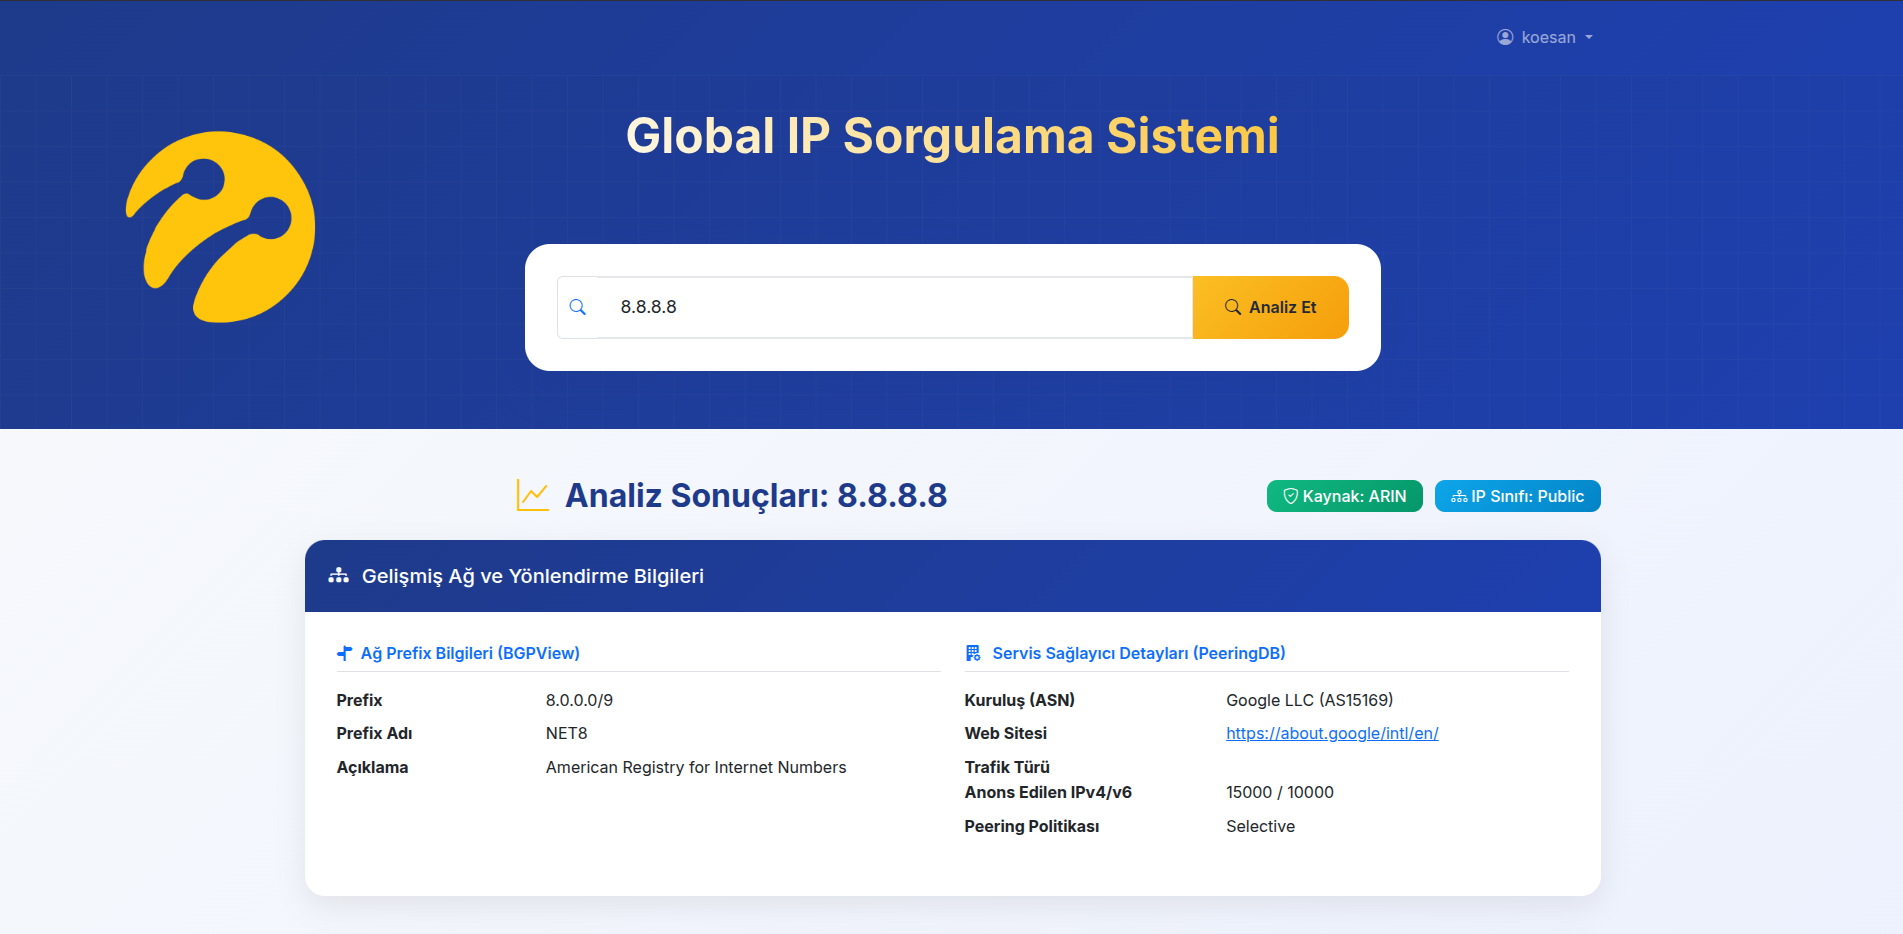 koesan
Global IP Sorgulama Sistemi
8.8.8.8
Analiz Et
Analiz Sonuçları: 8.8.8.8
Kaynak: ARIN
IP Sınıfı: Public
Gelişmiş Ağ ve Yönlendirme Bilgileri
Ağ Prefix Bilgileri (BGPView)
Prefix 8.0.0.0/9
Prefix Adı NET8
Açıklama American Registry for Internet Numbers
Servis Sağlayıcı Detayları (PeeringDB)
Kuruluş (ASN) Google LLC (AS15169)
Web Sitesi https://about.google/intl/en/
Trafik Türü
Anons Edilen IPv4/v6 15000 / 10000
Peering Politikası Selective